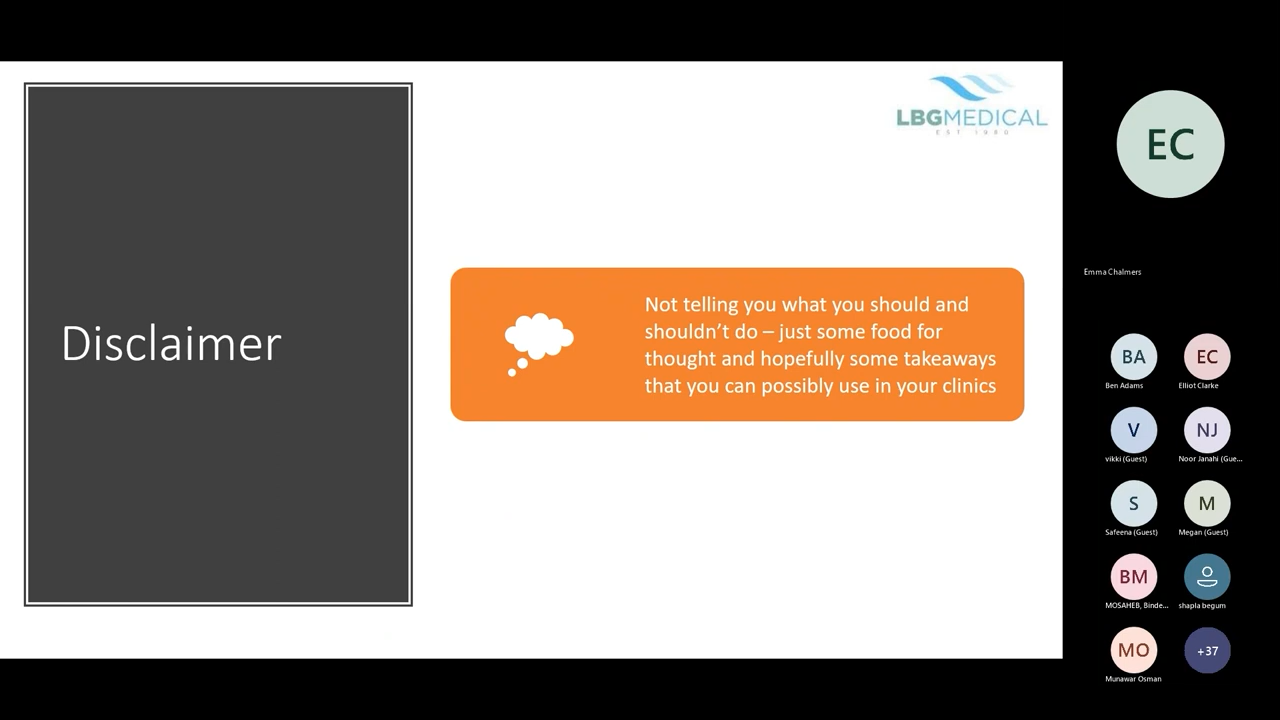 LBGMEDICAL
EST 1980
Disclaimer
Not telling you what you should and
shouldn’t do – just some food for
thought and hopefully some takeaways
that you can possibly use in your clinics
EC
Emma Chalmers
BA
EC
Ben Adams
Elliot Clarke
V
NJ
vikki (Guest)
Noor Janahi (Gue...
S
M
Safeena (Guest)
Megan (Guest)
BM
MOSAHEB, Binde...
shapla begum
MO
+37
Munawar Osman